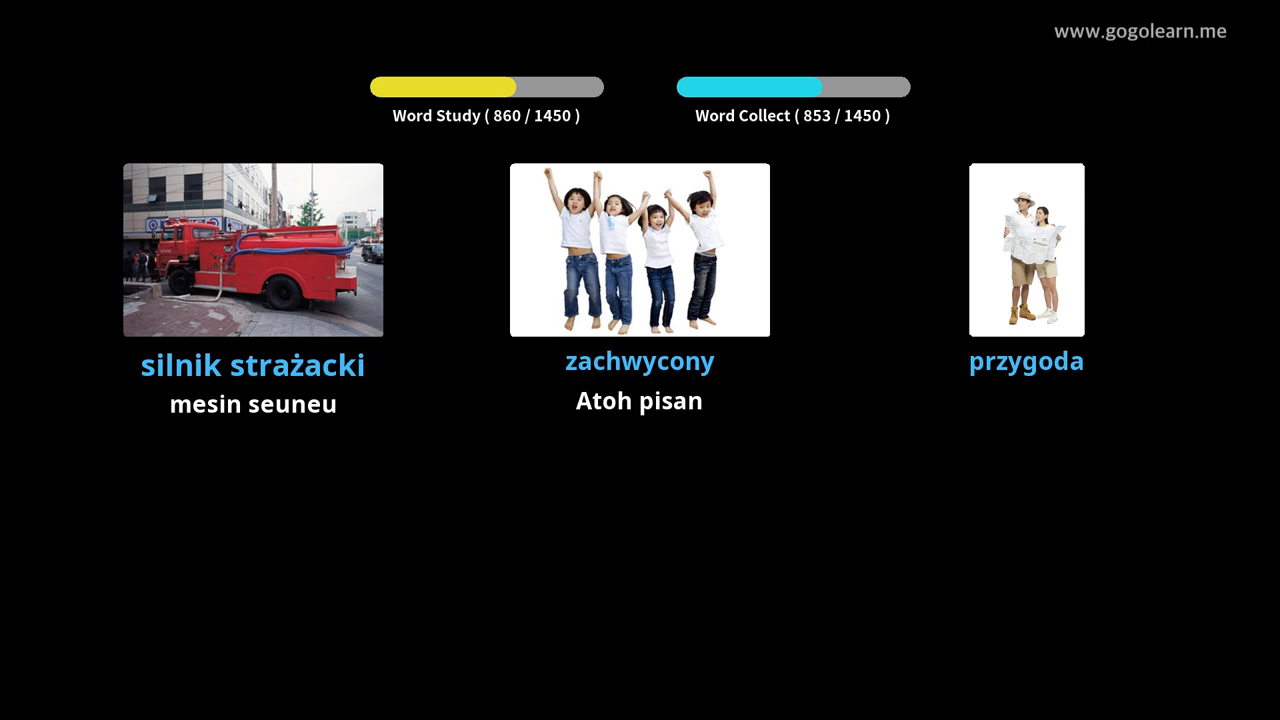 www.gogolearn.me
Word Study ( 860 / 1450 )
Word Collect ( 853 / 1450 )
silnik strażacki
zachwycony
przygoda
mesin seuneu
Atoh pisan